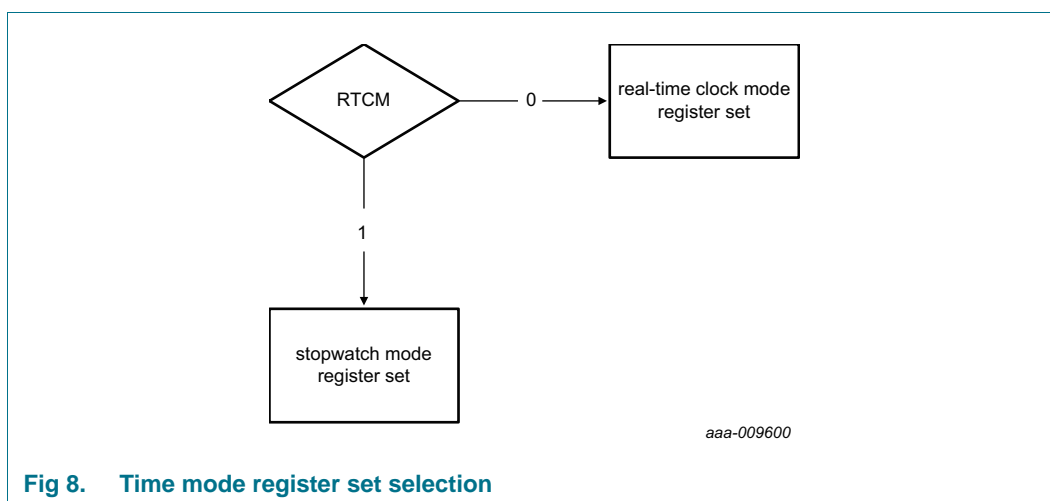 RTCM
0
real-time clock mode
register set
1
stopwatch mode
register set
aaa-009600
Fig 8. Time mode register set selection